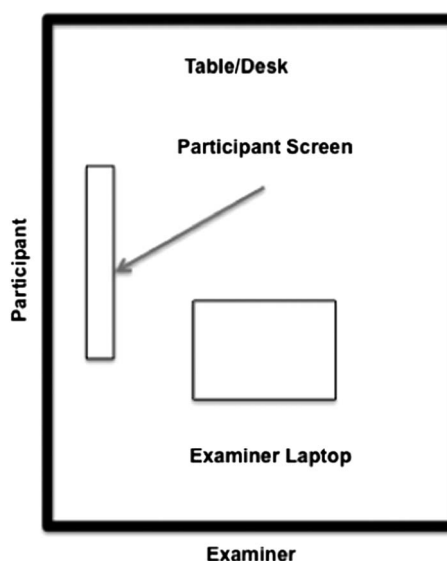 Table/Desk
Participant Screen
Participant
Examiner Laptop
Examiner